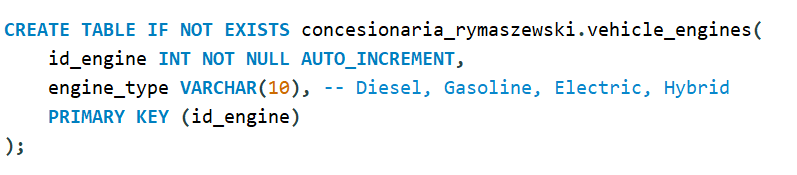 CREATE TABLE IF NOT EXISTS concesionaria_rymaszewski.vehicle_engines(
    id_engine INT NOT NULL AUTO_INCREMENT,
    engine_type VARCHAR(10), -- Diesel, Gasoline, Electric, Hybrid
    PRIMARY KEY (id_engine)
);